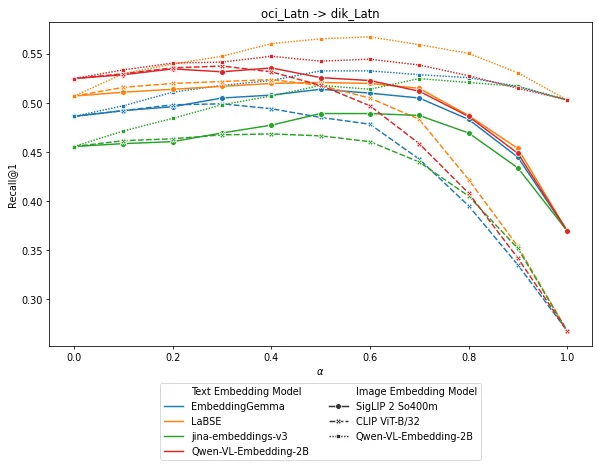 oci_Latn -> dik_Latn
Recall@1
0.55
0.50
0.45
0.40
0.35
0.30
0.0 0.2 0.4 0.6 0.8 1.0
α
Text Embedding Model
EmbeddingGemma
LaBSE
jina-embeddings-v3
Qwen-VL-Embedding-2B
Image Embedding Model
SigLIP 2 So400m
CLIP ViT-B/32
Qwen-VL-Embedding-2B